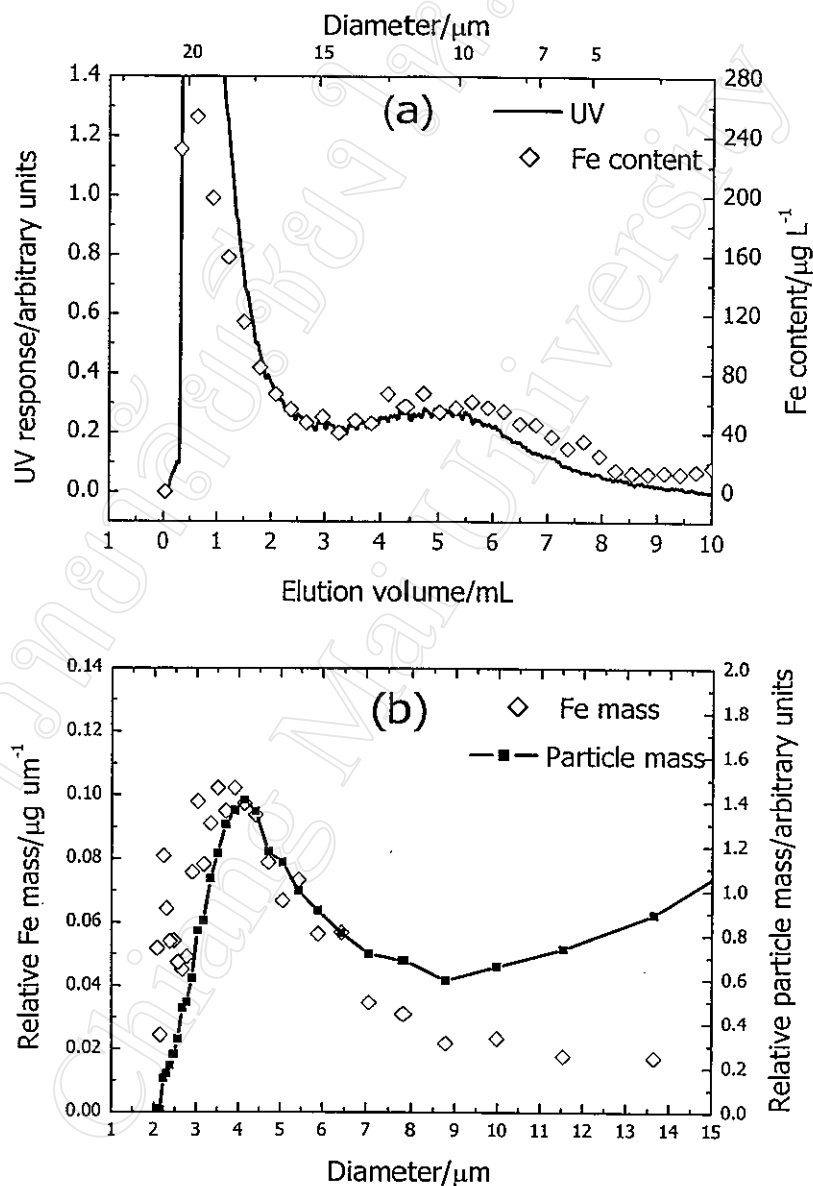 Diameter/μm
20 15 10 7 5
(a)
UV
Fe content
1.4
1.2
1.0
0.8
0.6
0.4
0.2
0.0
UV response/arbitrary units
280
240
200
160
120
80
40
0
Fe content/μg L-1
1 0 1 2 3 4 5 6 7 8 9 10
Elution volume/mL
(b)
Fe mass
Particle mass
0.14
0.12
0.10
0.08
0.06
0.04
0.02
0.00
Relative Fe mass/μg um-1
2.0
1.8
1.6
1.4
1.2
1.0
0.8
0.6
0.4
0.2
0.0
Relative particle mass/arbitrary units
1 2 3 4 5 6 7 8 9 10 11 12 13 14 15
Diameter/μm
Chiang Mai University